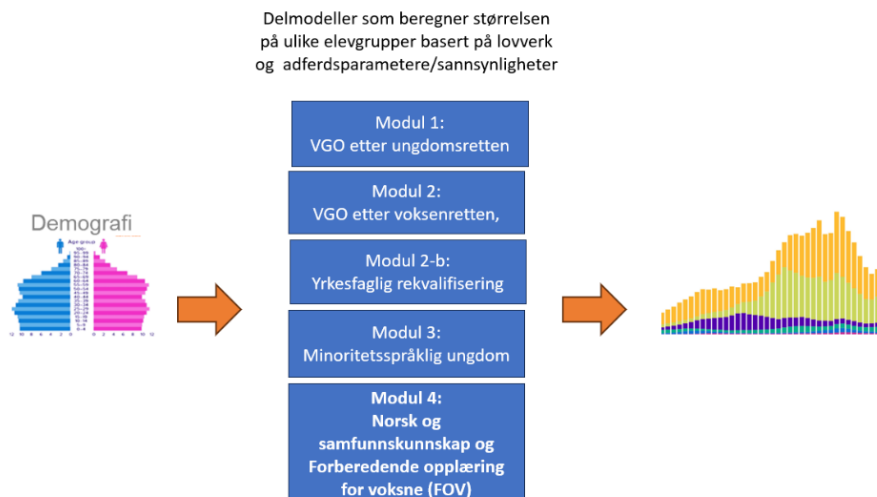 Delmodeller som beregner størrelsen
på ulike elevgrupper basert på lovverk
og adferdsparametere/sannsynligheter
Modul 1:
VGO etter ungdomsretten
Modul 2:
VGO etter voksenretten,
Modul 2-b:
Yrkesfaglig rekvalifisering
Modul 3:
Minoritetsspråklig ungdom
Modul 4:
Norsk og
samfunnskunnskap og
Forberedende opplæring
for voksne (FOV)
Demografi
Age group